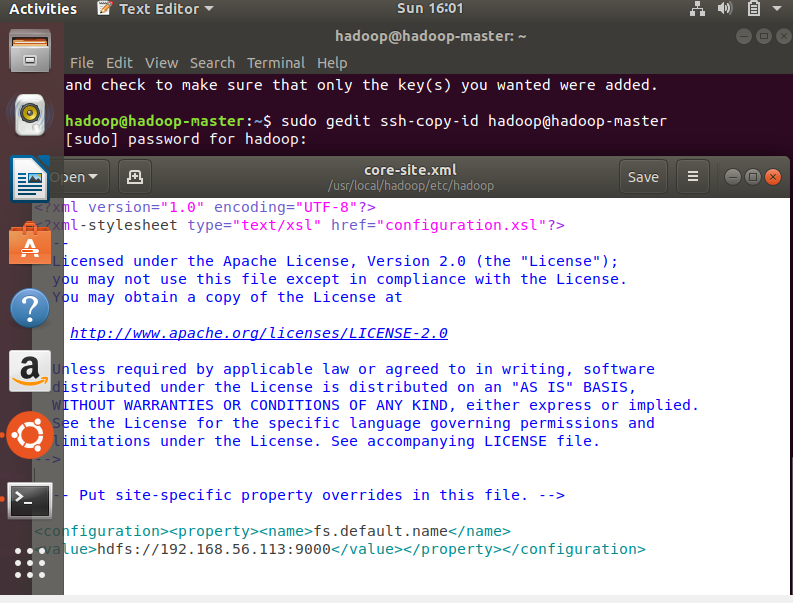 Activities Text Editor Sun 16:01
hadoop@hadoop-master: ~
File Edit View Search Terminal Help
and check to make sure that only the key(s) you wanted were added.
hadoop@hadoop-master:~$ sudo gedit ssh-copy-id hadoop@hadoop-master
[sudo] password for hadoop:
Open core-site.xml Save
/usr/local/hadoop/etc/hadoop
<?xml version="1.0" encoding="UTF-8"?>
<?xml-stylesheet type="text/xsl" href="configuration.xsl"?>
--
Licensed under the Apache License, Version 2.0 (the "License");
you may not use this file except in compliance with the License.
You may obtain a copy of the License at
http://www.apache.org/licenses/LICENSE-2.0
Unless required by applicable law or agreed to in writing, software
distributed under the License is distributed on an "AS IS" BASIS,
WITHOUT WARRANTIES OR CONDITIONS OF ANY KIND, either express or implied.
See the License for the specific language governing permissions and
limitations under the License. See accompanying LICENSE file.
-->
-- Put site-specific property overrides in this file. -->
<configuration><property><name>fs.default.name</name>
value>hdfs://192.168.56.113:9000</value></property></configuration>